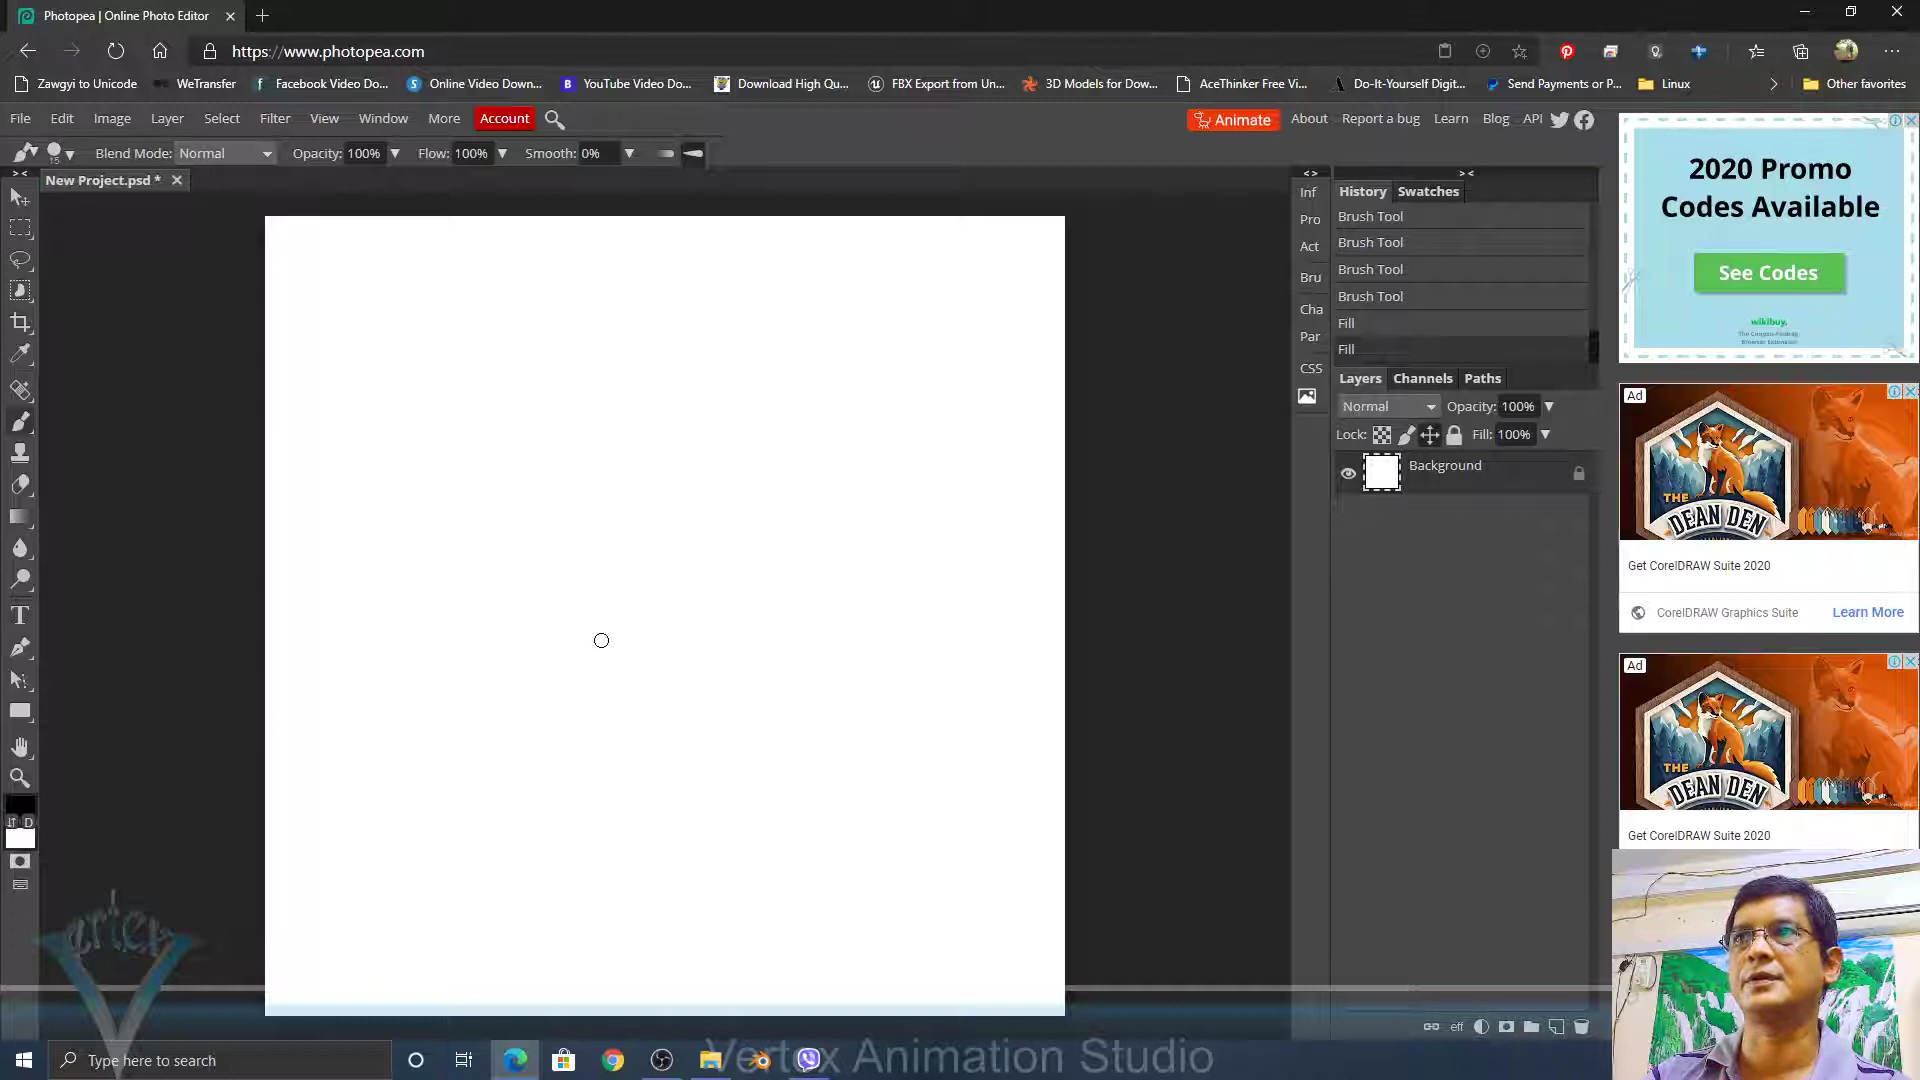 Photopea | Online Photo Editor
https://www.photopea.com
Zawgyi to Unicode
WeTransfer
Facebook Video Do...
Online Video Down...
YouTube Video Do...
Download High Qu...
FBX Export from Un...
3D Models for Dow...
AceThinker Free Vi...
Do-It-Yourself Digit...
Send Payments or P...
Linux
Other favorites
File Edit Image Layer Select Filter View Window More Account
Animate About Report a bug Learn Blog API
15 Blend Mode: Normal Opacity: 100% Flow: 100% Smooth: 0%
New Project.psd *
Inf
Pro
Act
Bru
Cha
Par
CSS
History Swatches
Brush Tool
Brush Tool
Brush Tool
Brush Tool
Fill
Fill
Layers Channels Paths
Normal Opacity: 100%
Lock: Fill: 100%
Background
eff
T
D
2020 Promo
Codes Available
See Codes
wikibuy.
Ad
THE
DEAN DEN
Get CorelDRAW Suite 2020
CorelDRAW Graphics Suite Learn More
Ad
THE
DEAN DEN
Get CorelDRAW Suite 2020
Type here to search
Vertex Animation Studio